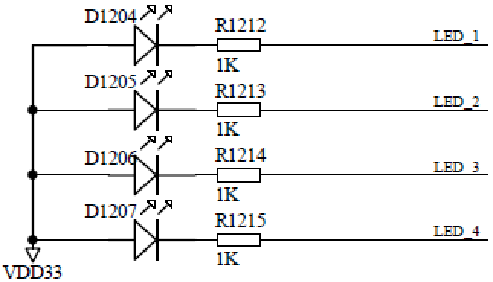 D1204
R1212
LED_1
1K
D1205
R1213
LED_2
1K
D1206
R1214
LED_3
1K
D1207
R1215
LED_4
1K
VDD33